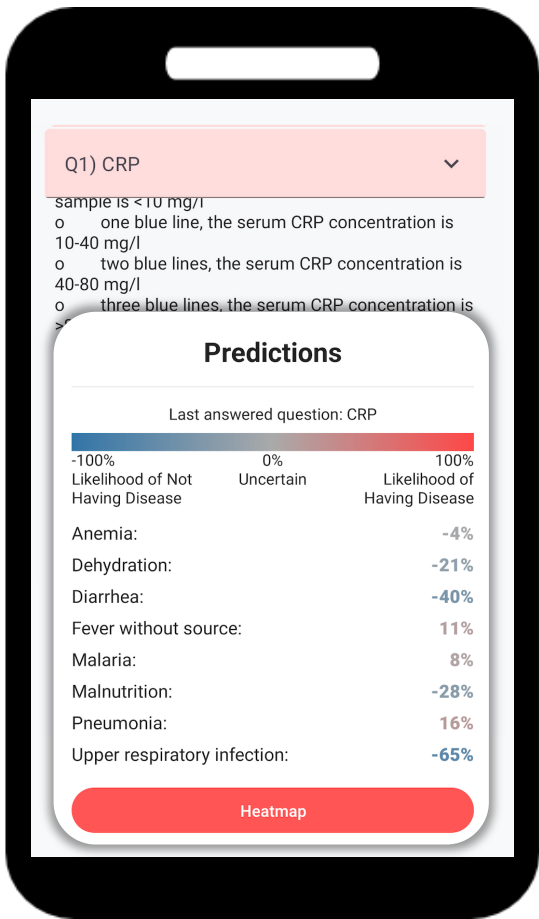 Q1) CRP
sample is <10 mg/l
o one blue line, the serum CRP concentration is
10-40 mg/l
o two blue lines, the serum CRP concentration is
40-80 mg/l
o three blue lines, the serum CRP concentration is
Predictions
Last answered question: CRP
-100% 0% 100%
Likelihood of Not Uncertain Likelihood of
Having Disease Having Disease
Anemia: -4%
Dehydration: -21%
Diarrhea: -40%
Fever without source: 11%
Malaria: 8%
Malnutrition: -28%
Pneumonia: 16%
Upper respiratory infection: -65%
Heatmap